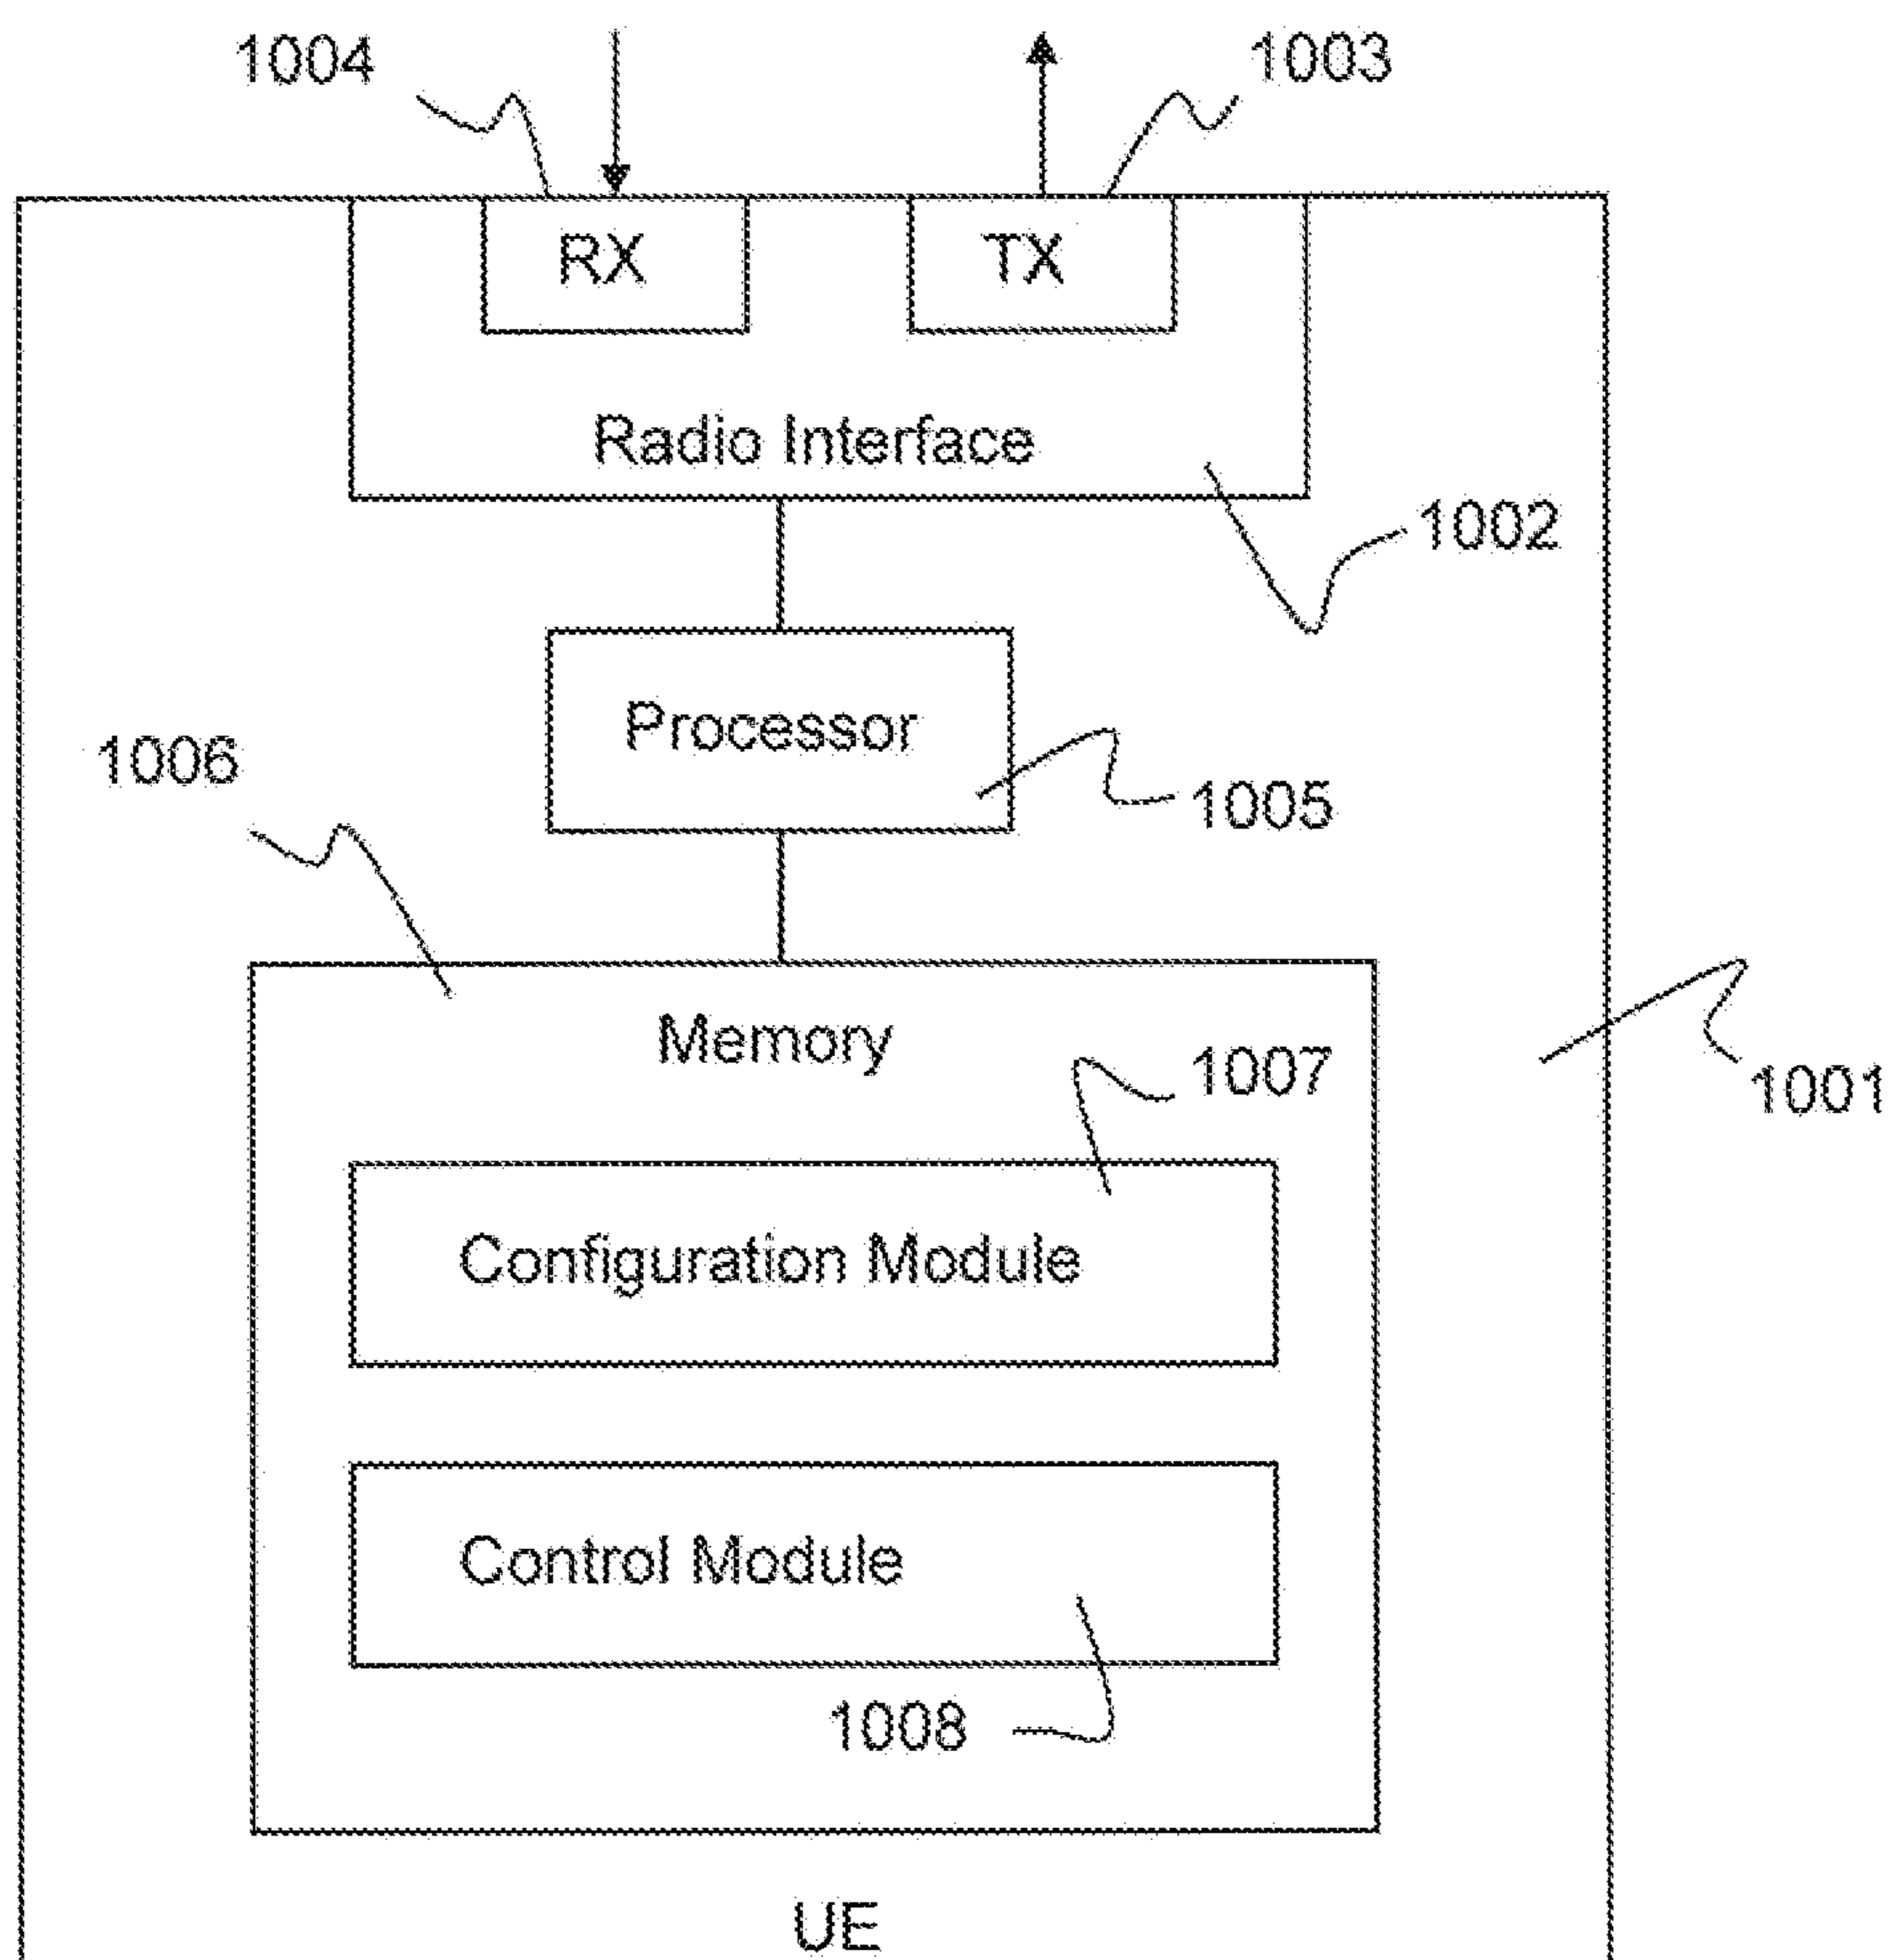 1004
1003
RX
TX
Radio Interface
1002
Processor
1006
1005
Memory
1007
1001
Configuration Module
Control Module
1008
UE